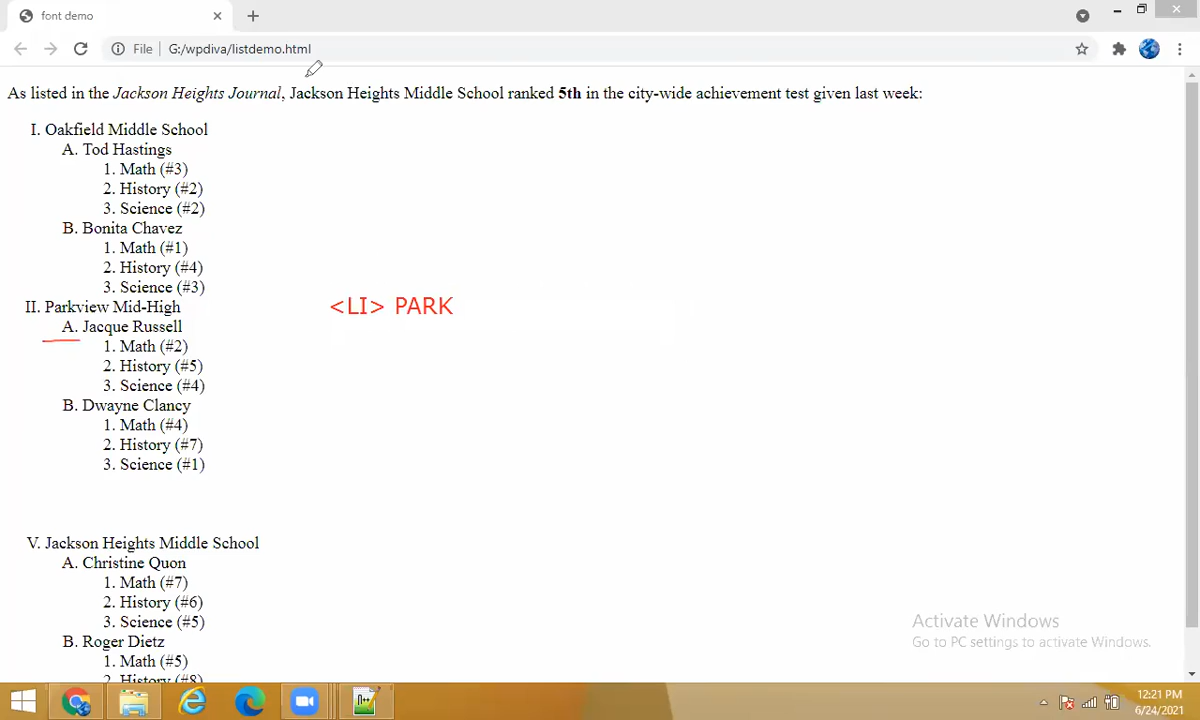 font demo
File G:/wpdiva/listdemo.html
As listed in the Jackson Heights Journal, Jackson Heights Middle School ranked 5th in the city-wide achievement test given last week:
I. Oakfield Middle School
A. Tod Hastings
1. Math (#3)
2. History (#2)
3. Science (#2)
B. Bonita Chavez
1. Math (#1)
2. History (#4)
3. Science (#3)
II. Parkview Mid-High
<LI> PARK
A. Jacque Russell
1. Math (#2)
2. History (#5)
3. Science (#4)
B. Dwayne Clancy
1. Math (#4)
2. History (#7)
3. Science (#1)
V. Jackson Heights Middle School
A. Christine Quon
1. Math (#7)
2. History (#6)
3. Science (#5)
B. Roger Dietz
1. Math (#5)
2. History (#8)
Activate Windows
Go to PC settings to activate Windows.
12:21 PM
6/24/2021